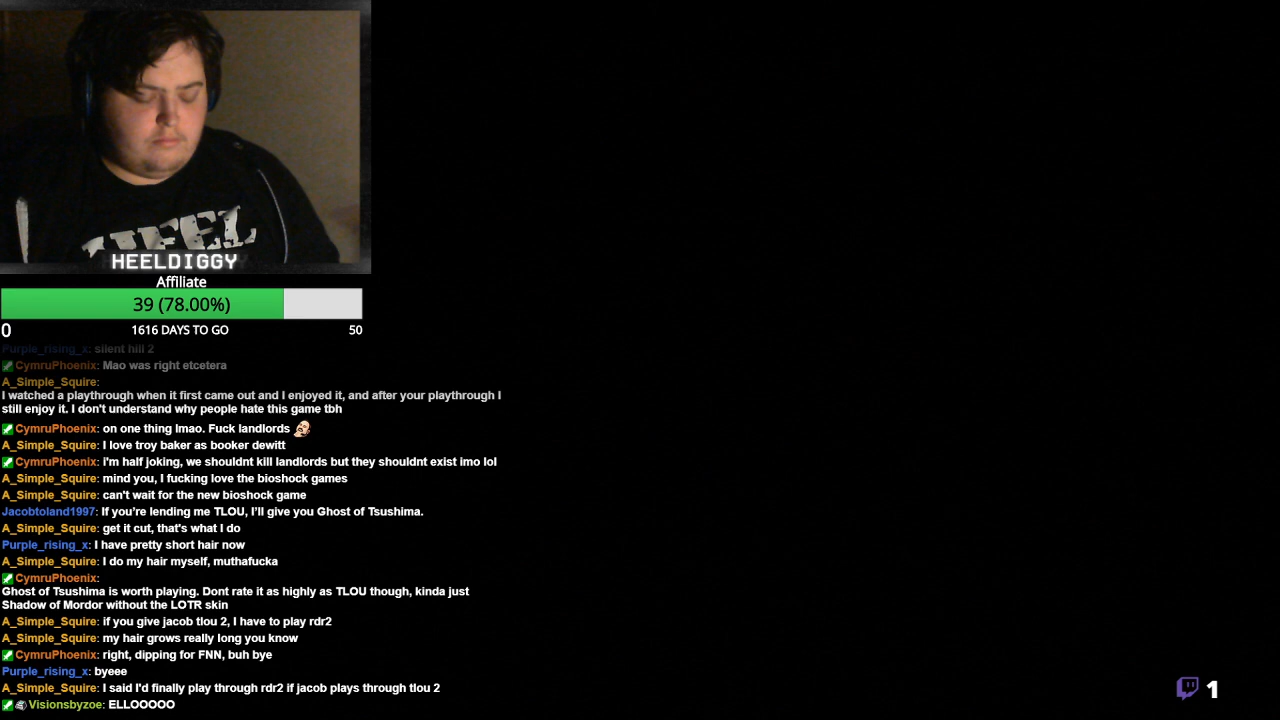 HEELDIGGY
Affiliate
39 (78.00%)
0 1616 DAYS TO GO 50
Purple_rising_x: silent hill 2
CymruPhoenix: Mao was right etcetera
A_Simple_Squire:
I watched a playthrough when it first came out and I enjoyed it, and after your playthrough I
still enjoy it. I don't understand why people hate this game tbh
CymruPhoenix: on one thing lmao. Fuck landlords
A_Simple_Squire: I love troy baker as booker dewitt
CymruPhoenix: i'm half joking, we shouldnt kill landlords but they shouldnt exist imo lol
A_Simple_Squire: mind you, I fucking love the bioshock games
A_Simple_Squire: can't wait for the new bioshock game
Jacobtoland1997: If you're lending me TLOU, I'll give you Ghost of Tsushima.
A_Simple_Squire: get it cut, that's what I do
Purple_rising_x: I have pretty short hair now
A_Simple_Squire: I do my hair myself, muthafucka
CymruPhoenix:
Ghost of Tsushima is worth playing. Dont rate it as highly as TLOU though, kinda just
Shadow of Mordor without the LOTR skin
A_Simple_Squire: if you give jacob tlou 2, I have to play rdr2
A_Simple_Squire: my hair grows really long you know
CymruPhoenix: right, dipping for FNN, buh bye
Purple_rising_x: byeee
A_Simple_Squire: I said I'd finally play through rdr2 if jacob plays through tlou 2
Visionsbyzoe: ELLOOOOO
1